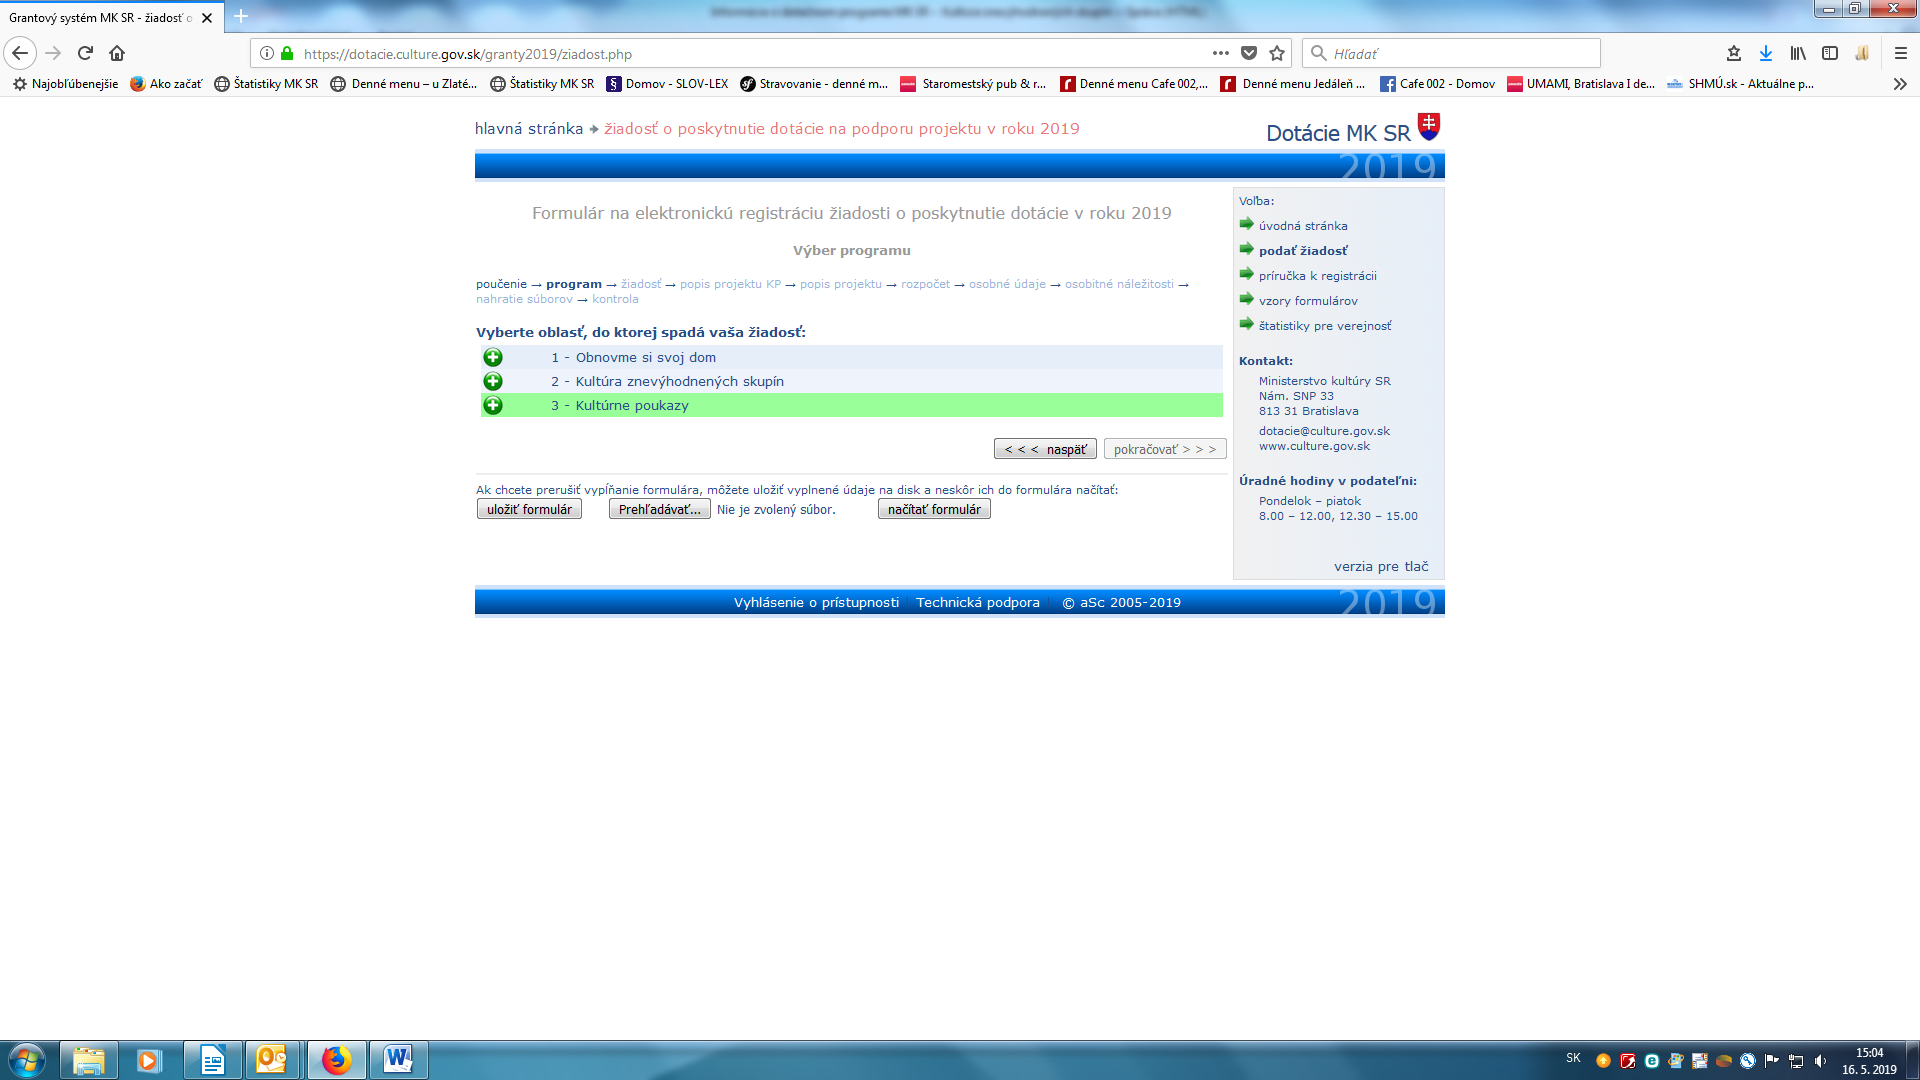 Grantový systém MK SR - žiadosť o
https://dotacie.culture.gov.sk/granty2019/ziadost.php
Hľadať
Najobľúbenejšie Ako začať Štatistiky MK SR Denné menu – u Zlaté... Štatistiky MK SR Domov - SLOV-LEX Stravovanie - denné m... Staromestský pub & r... Denné menu Cafe 002,... Denné menu Jedáleň ... Cafe 002 - Domov UMAMI, Bratislava I de... SHMÚ.sk - Aktuálne p...
hlavná stránka žiadosť o poskytnutie dotácie na podporu projektu v roku 2019
Dotácie MK SR
2019
Formulár na elektronickú registráciu žiadosti o poskytnutie dotácie v roku 2019
Výber programu
poučenie → program → žiadosť → popis projektu KP → popis projektu → rozpočet → osobné údaje → osobitné náležitosti →
nahratie súborov → kontrola
Vyberte oblasť, do ktorej spadá vaša žiadosť:
1 - Obnovme si svoj dom
2 - Kultúra znevýhodnených skupín
3 - Kultúrne poukazy
< < < naspäť pokračovať > > >
Ak chcete prerušiť vypĺňanie formulára, môžete uložiť vyplnené údaje na disk a neskôr ich do formulára načítať:
uložiť formulár Prehľadávať... Nie je zvolený súbor. načítať formulár
Voľba:
úvodná stránka
podať žiadosť
príručka k registrácii
vzory formulárov
štatistiky pre verejnosť
Kontakt:
Ministerstvo kultúry SR
Nám. SNP 33
813 31 Bratislava
dotacie@culture.gov.sk
www.culture.gov.sk
Úradné hodiny v podateľni:
Pondelok – piatok
8.00 – 12.00, 12.30 – 15.00
verzia pre tlač
Vyhlásenie o prístupnosti Technická podpora © aSc 2005-2019
2019
SK
15:04
16. 5. 2019